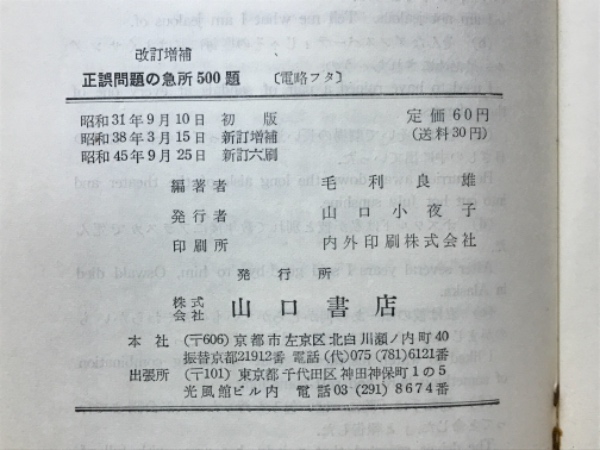 改訂増補
正誤問題の急所500題 〔電略フタ〕
昭和31年9月10日 初版 定価60円
昭和38年3月15日 新訂増補 (送料30円)
昭和45年9月25日 新訂六刷
編著者 毛利良雄
発行者 山口小夜子
印刷所 内外印刷株式会社
発行所
株式会社 山口書店
本社 (〒606) 京都市左京区北白川瀬ノ内町40
振替京都21912番 電話(代)075(781)6121番
出張所 (〒101) 東京都千代田区神田神保町1の5
光風館ビル内 電話03(291)8674番